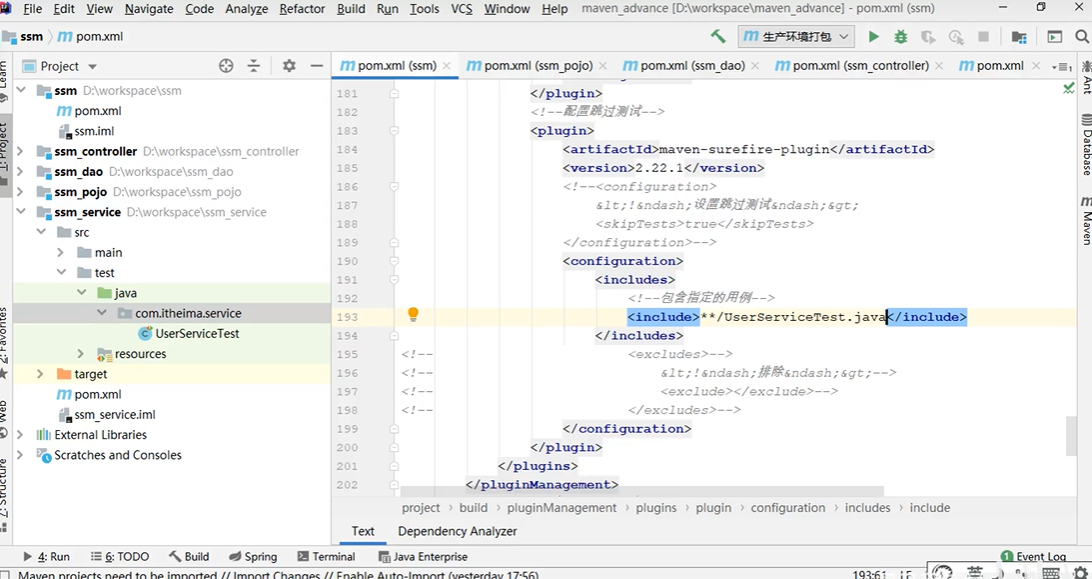 File Edit View Navigate Code Analyze Refactor Build Run Tools VCS Window Help maven_advance [D:\workspace\maven_advance] - pom.xml (ssm)
ssm pom.xml 生产环境打包
Project
pom.xml (ssm) pom.xml (ssm_pojo) pom.xml (ssm_dao) pom.xml (ssm_controller) pom.xml
Learn
1: Project
2: Favorites
Web
7: Structure
ssm D:\workspace\ssm
pom.xml
ssm.iml
ssm_controller D:\workspace\ssm_controller
ssm_dao D:\workspace\ssm_dao
ssm_pojo D:\workspace\ssm_pojo
ssm_service D:\workspace\ssm_service
src
main
test
java
com.itheima.service
UserServiceTest
resources
target
pom.xml
ssm_service.iml
External Libraries
Scratches and Consoles
181 </plugin>
182 <!--配置跳过测试-->
183 <plugin>
184 <artifactId>maven-surefire-plugin</artifactId>
185 <version>2.22.1</version>
186 <!--<configuration>
187 &lt;!&ndash;设置跳过测试&ndash;&gt;
188 <skipTests>true</skipTests>
189 </configuration>-->
190 <configuration>
191 <includes>
192 <!--包含指定的用例-->
193 <include>**/UserServiceTest.java</include>
194 </includes>
195 <!-- <excludes>-->
196 <!-- &lt;!&ndash;排除&ndash;&gt;-->
197 <!-- <exclude></exclude>-->
198 <!-- </excludes>-->
199 </configuration>
200 </plugin>
201 </plugins>
202 </pluginManagement>
Ant
Database
Maven
project build pluginManagement plugins plugin configuration includes include
Text Dependency Analyzer
4: Run 6: TODO Build Spring Terminal Java Enterprise 1 Event Log
Maven projects need to be imported // Import Changes // Enable Auto-Import (yesterday 17:56) 193:61 LF 英